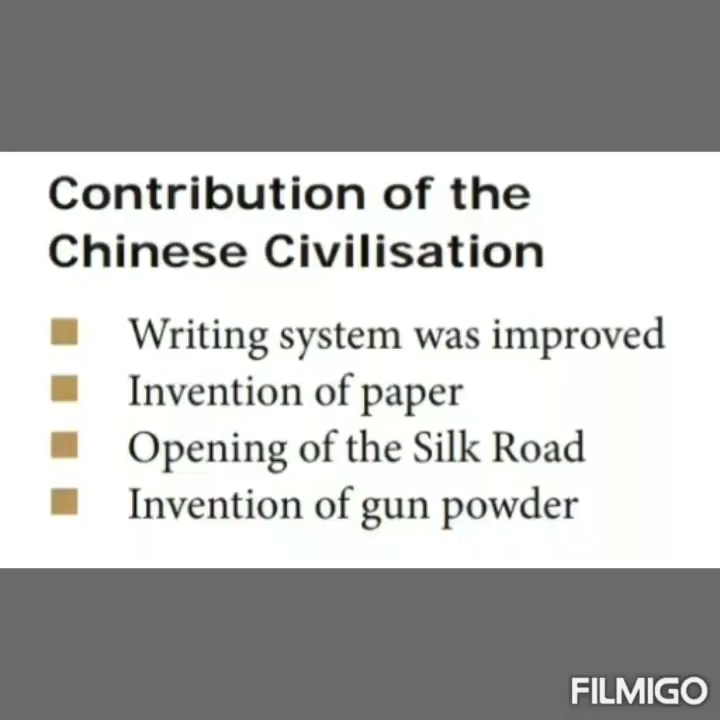 Contribution of the
Chinese Civilisation
Writing system was improved
Invention of paper
Opening of the Silk Road
Invention of gun powder
FILMIGO